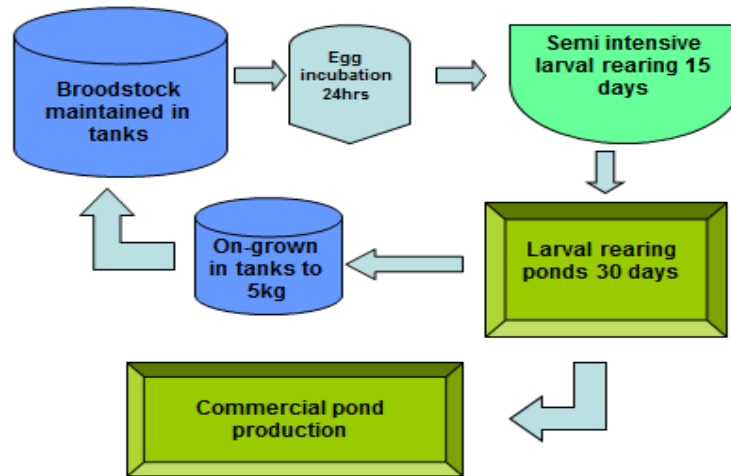 Broodstock
maintained in
tanks
Egg
incubation
24hrs
Semi intensive
larval rearing 15
days
On-grown
in tanks to
5kg
Larval rearing
ponds 30 days
Commercial pond
production